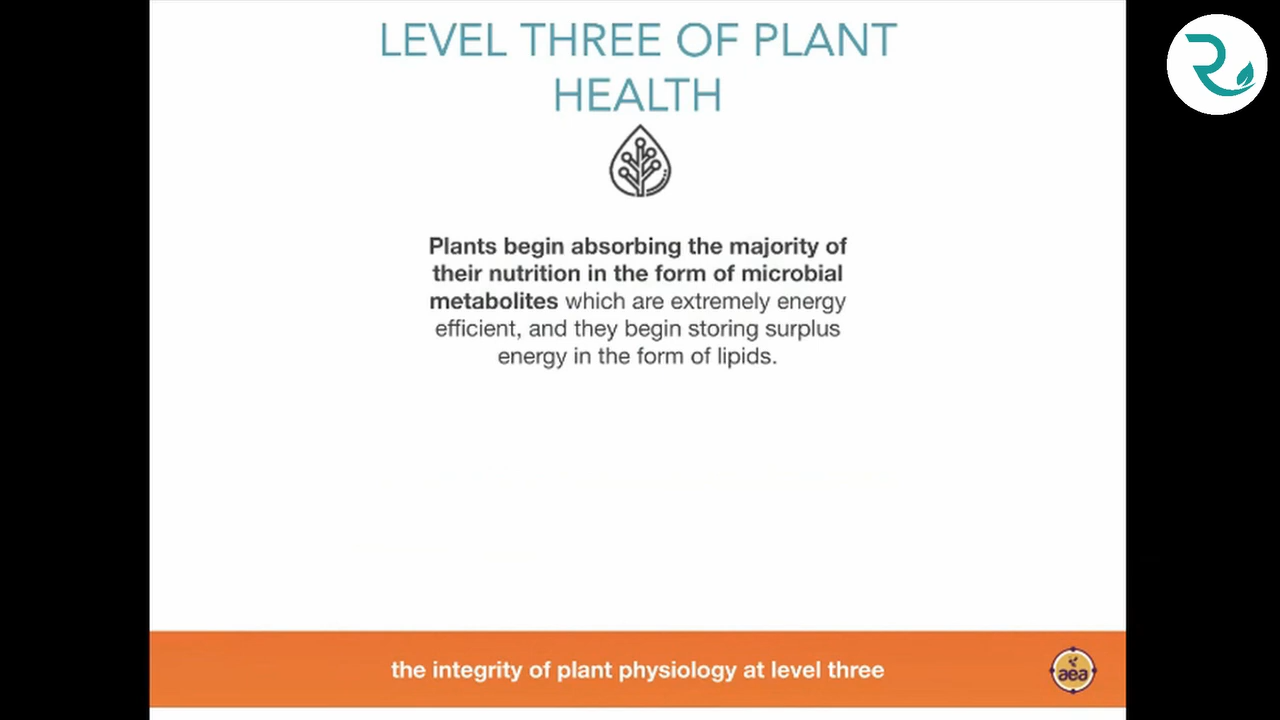 LEVEL THREE OF PLANT
HEALTH
Plants begin absorbing the majority of
their nutrition in the form of microbial
metabolites which are extremely energy
efficient, and they begin storing surplus
energy in the form of lipids.
the integrity of plant physiology at level three
aea